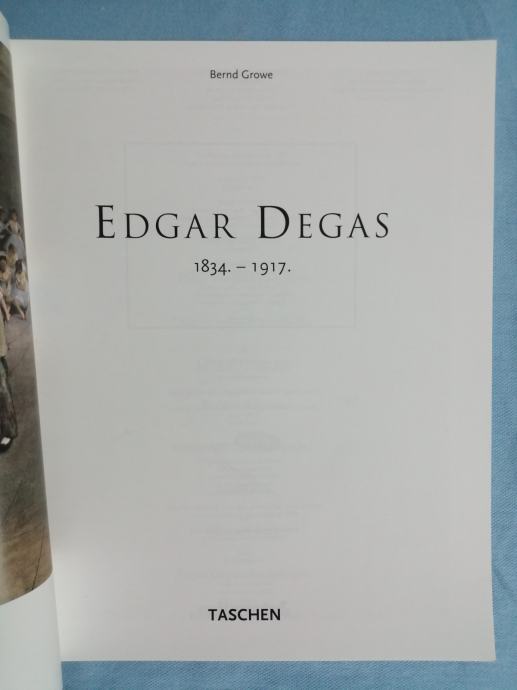 Bernd Growe
EDGAR DEGAS
1834. – 1917.
TASCHEN